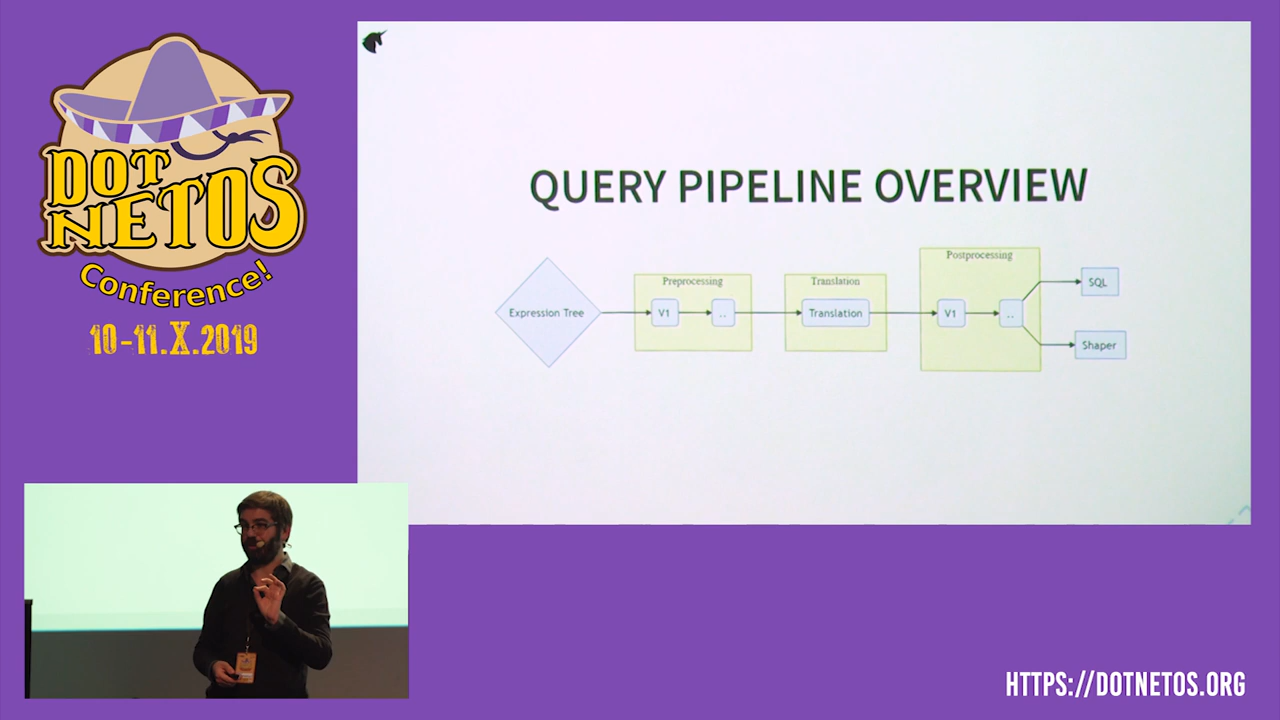 DOT
NETOS
Conference!
10-11.X.2019
QUERY PIPELINE OVERVIEW
Expression Tree
Preprocessing
V1
..
Translation
Translation
Postprocessing
V1
..
SQL
Shaper
HTTPS://DOTNETOS.ORG